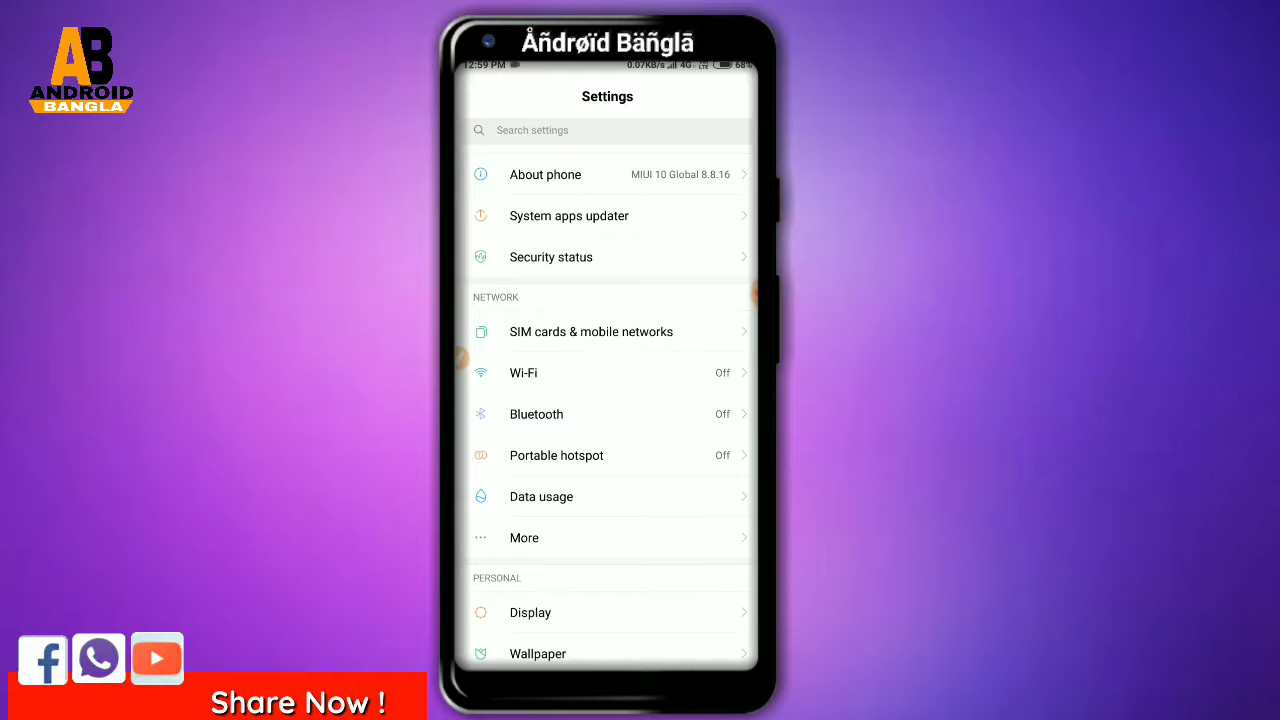 AB
ANDROID
BANGLA
Åñdrøïd Bäñglā
12:59 PM 0.07KB/s 4G 68%
Settings
Search settings
About phone MIUI 10 Global 8.8.16
System apps updater
Security status
NETWORK
SIM cards & mobile networks
Wi-Fi Off
Bluetooth Off
Portable hotspot Off
Data usage
More
PERSONAL
Display
Wallpaper
Share Now !